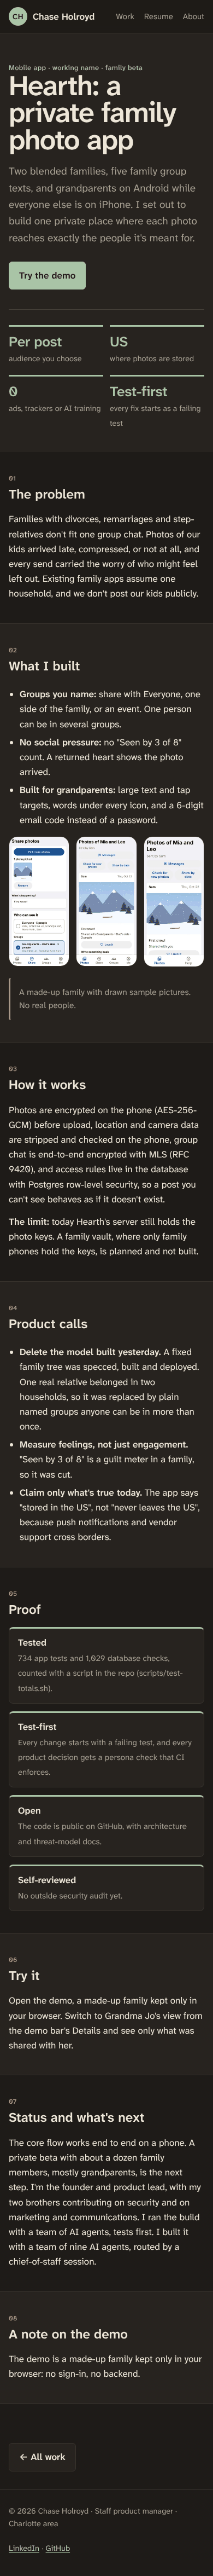 CH Chase Holroyd Work Resume About
Mobile app · working name · family beta
Hearth: a
private family
photo app
Two blended families, five family group
texts, and grandparents on Android while
everyone else is on iPhone. I set out to
build one private place where each photo
reaches exactly the people it's meant for.
Try the demo
Per post
audience you choose
US
where photos are stored
0
ads, trackers or AI training
Test-first
every fix starts as a failing
test
01
The problem
Families with divorces, remarriages and step-
relatives don't fit one group chat. Photos of our
kids arrived late, compressed, or not at all, and
every send carried the worry of who might feel
left out. Existing family apps assume one
household, and we don't post our kids publicly.
02
What I built
• Groups you name: share with Everyone, one
side of the family, or an event. One person
can be in several groups.
• No social pressure: no "Seen by 3 of 8"
count. A returned heart shows the photo
arrived.
• Built for grandparents: large text and tap
targets, words under every icon, and a 6-digit
email code instead of a password.
Share photos
Who can see it
Photos of Mia and Leo
Photos of Mia and
Leo
A made-up family with drawn sample pictures.
No real people.
03
How it works
Photos are encrypted on the phone (AES-256-
GCM) before upload, location and camera data
are stripped and checked on the phone, group
chat is end-to-end encrypted with MLS (RFC
9420), and access rules live in the database
with Postgres row-level security, so a post you
can't see behaves as if it doesn't exist.
The limit: today Hearth's server still holds the
photo keys. A family vault, where only family
phones hold the keys, is planned and not built.
04
Product calls
• Delete the model built yesterday. A fixed
family tree was specced, built and deployed.
One real relative belonged in two
households, so it was replaced by plain
named groups anyone can be in more than
once.
• Measure feelings, not just engagement.
"Seen by 3 of 8" is a guilt meter in a family,
so it was cut.
• Claim only what's true today. The app says
"stored in the US", not "never leaves the US",
because push notifications and vendor
support cross borders.
05
Proof
Tested
734 app tests and 1,029 database checks,
counted with a script in the repo (scripts/test-
totals.sh).
Test-first
Every change starts with a failing test, and every
product decision gets a persona check that CI
enforces.
Open
The code is public on GitHub, with architecture
and threat-model docs.
Self-reviewed
No outside security audit yet.
06
Try it
Open the demo, a made-up family kept only in
your browser. Switch to Grandma Jo's view from
the demo bar's Details and see only what was
shared with her.
07
Status and what's next
The core flow works end to end on a phone. A
private beta with about a dozen family
members, mostly grandparents, is the next
step. I'm the founder and product lead, with my
two brothers contributing on security and on
marketing and communications. I ran the build
with a team of AI agents, tests first. I built it
with a team of nine AI agents, routed by a
chief-of-staff session.
08
A note on the demo
The demo is a made-up family kept only in your
browser: no sign-in, no backend.
← All work
© 2026 Chase Holroyd · Staff product manager ·
Charlotte area
LinkedIn · GitHub